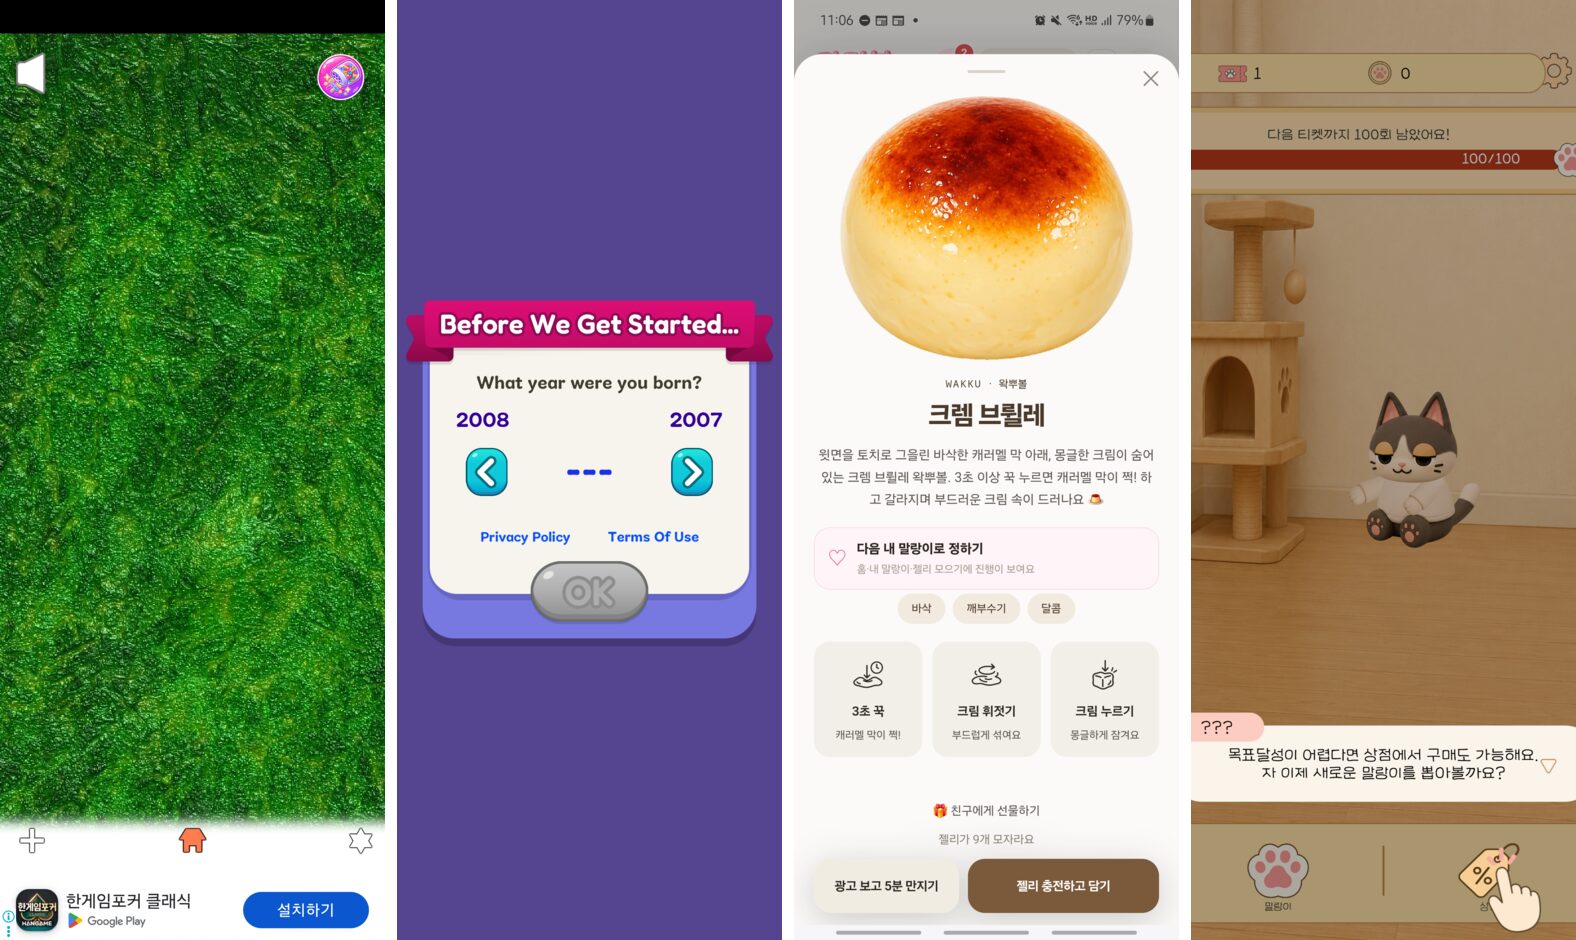 한게임포커 클래식
Google Play
설치하기
한게임포커
HANGAME
Before We Get Started...
What year were you born?
2008
2007
---
Privacy Policy
Terms Of Use
OK
11:06
HD
79%
2
WAKKU · 왁뿌볼
크렘 브륄레
윗면을 토치로 그을린 바삭한 캐러멜 막 아래, 몽글한 크림이 숨어
있는 크렘 브륄레 왁뿌볼. 3초 이상 꾹 누르면 캐러멜 막이 쩍! 하
고 갈라지며 부드러운 크림 속이 드러나요
다음 내 말랑이로 정하기
홈·내 말랑이·젤리 모으기에 진행이 보여요
바삭
깨부수기
달콤
3초 꾹
캐러멜 막이 쩍!
크림 휘젓기
부드럽게 섞여요
크림 누르기
몽글하게 잠겨요
친구에게 선물하기
젤리가 9개 모자라요
광고 보고 5분 만지기
젤리 충전하고 담기
1
0
다음 티켓까지 100회 남았어요!
100/100
???
목표달성이 어렵다면 상점에서 구매도 가능해요.
자 이제 새로운 말랑이를 뽑아볼까요?
말랑이
%